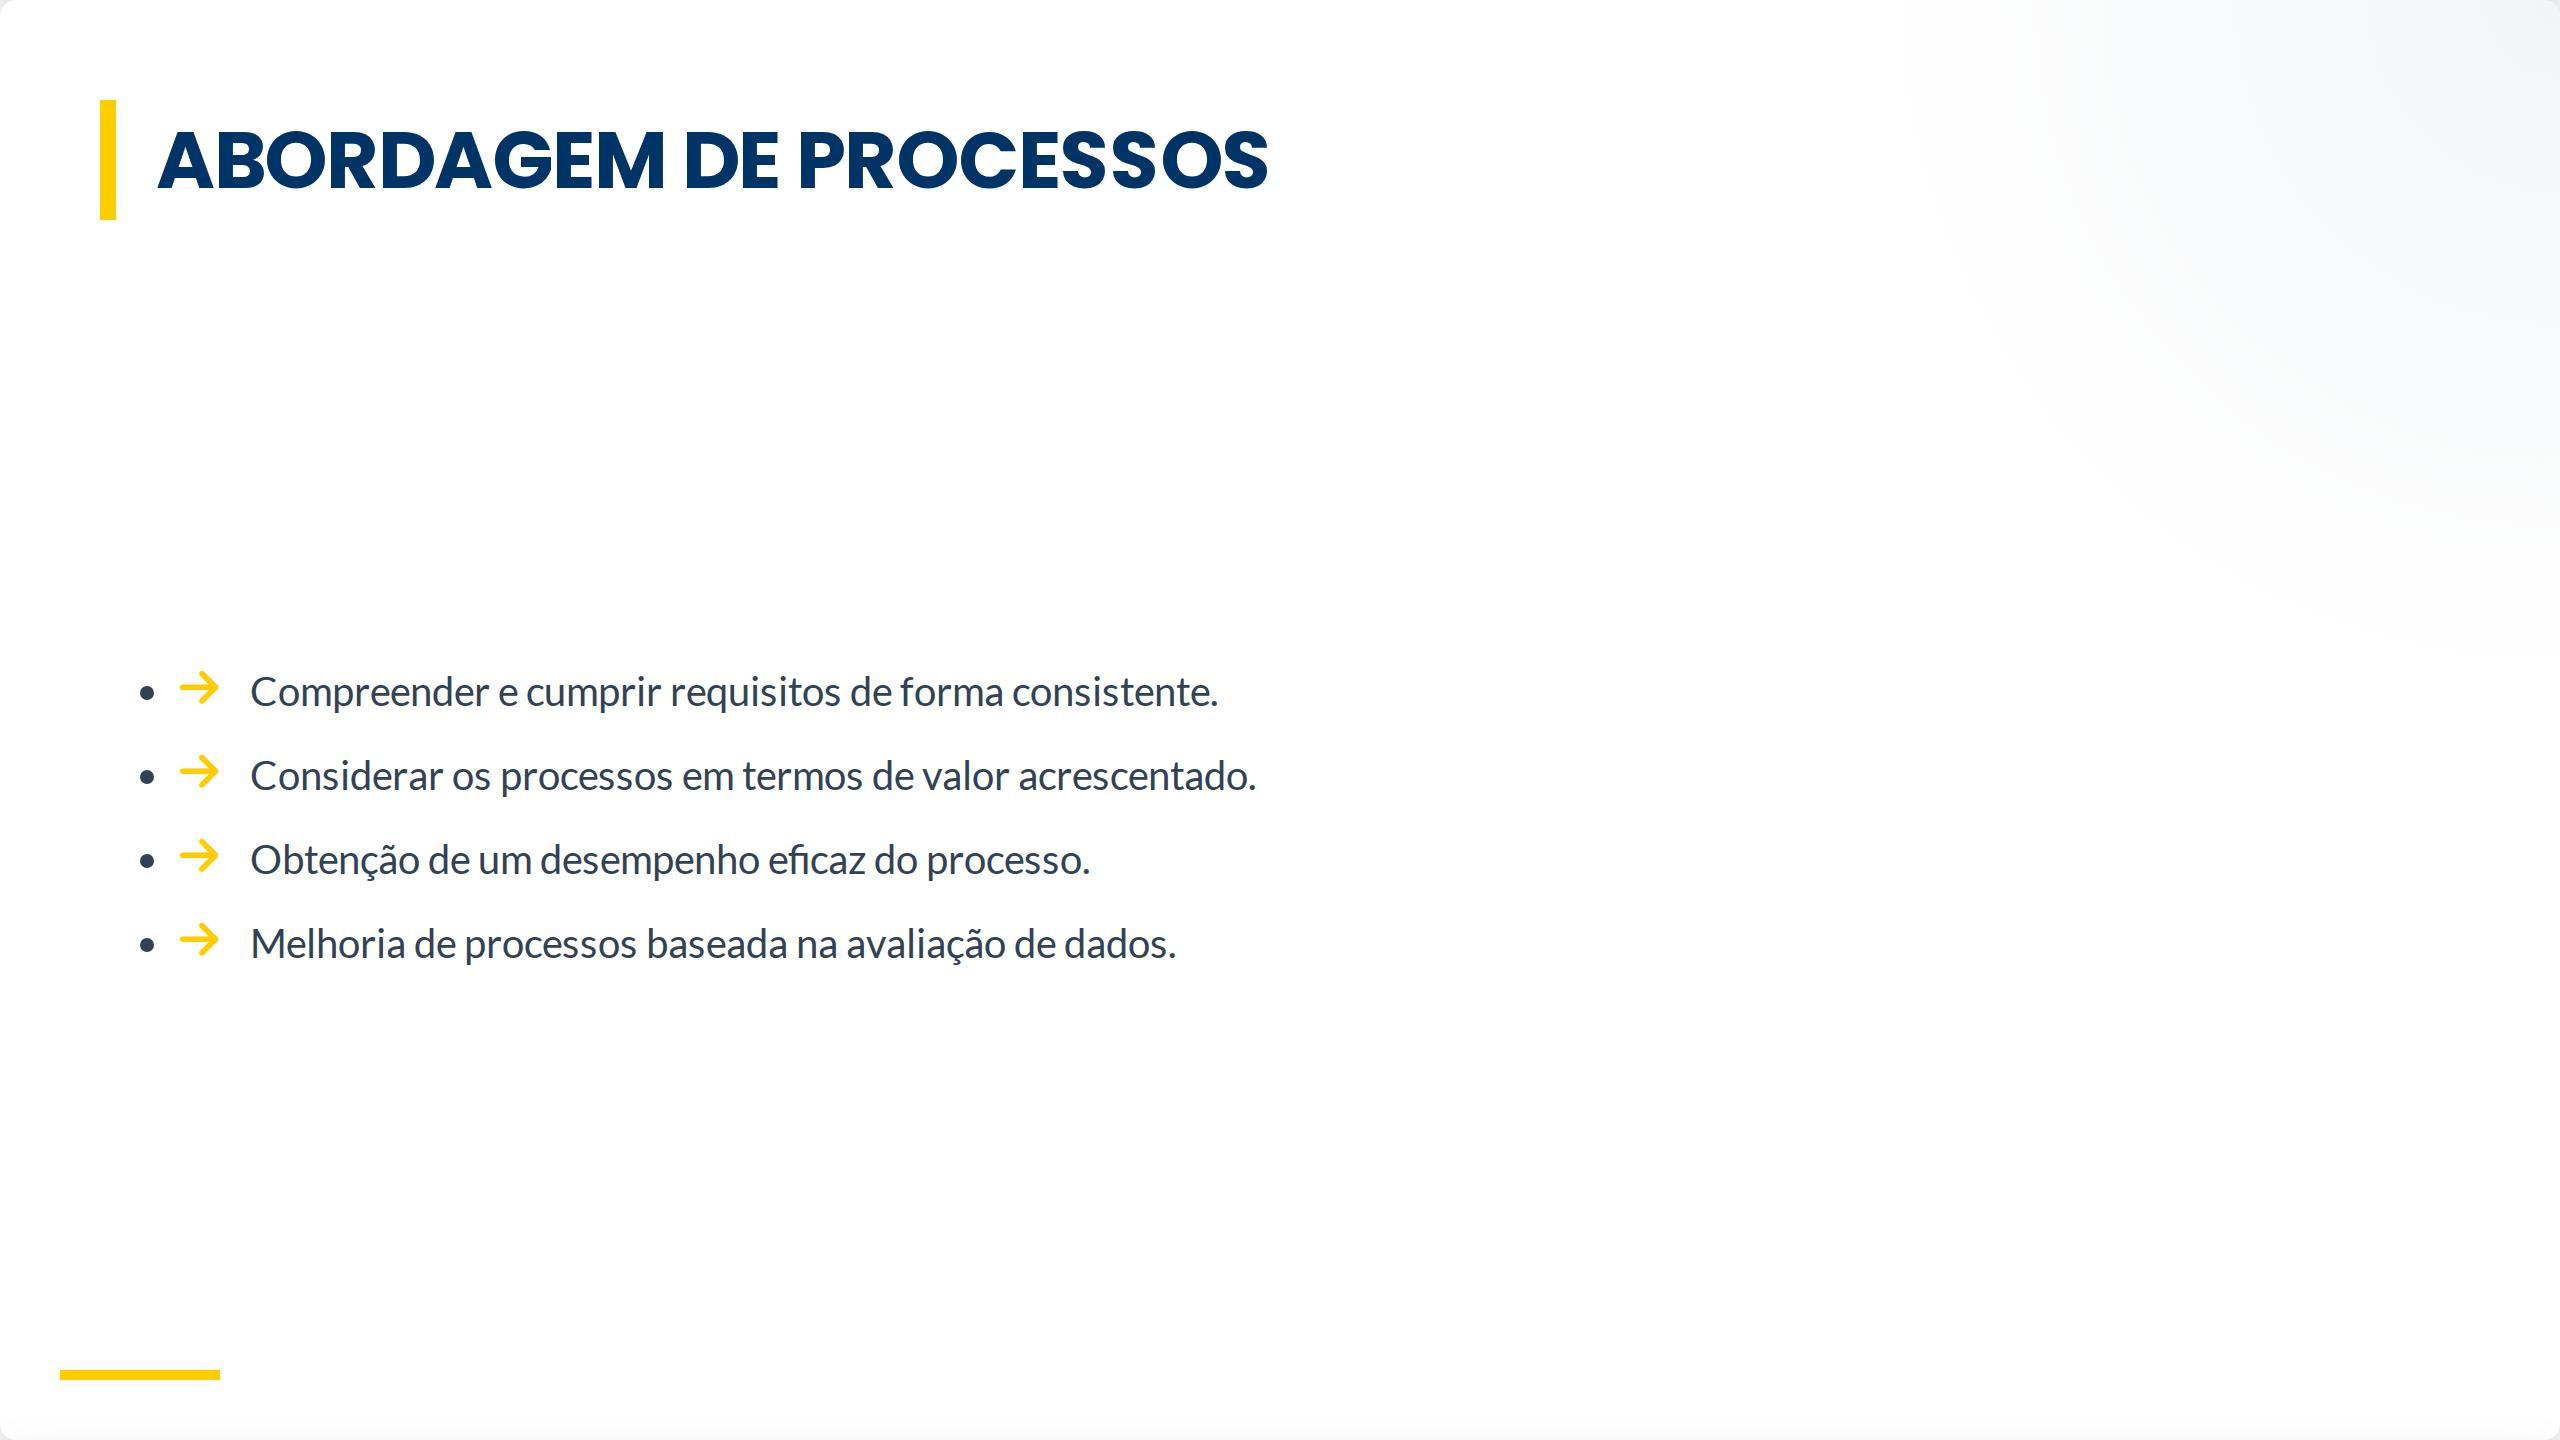 ABORDAGEM DE PROCESSOS
• → Compreender e cumprir requisitos de forma consistente.
• → Considerar os processos em termos de valor acrescentado.
• → Obtenção de um desempenho eficaz do processo.
• → Melhoria de processos baseada na avaliação de dados.